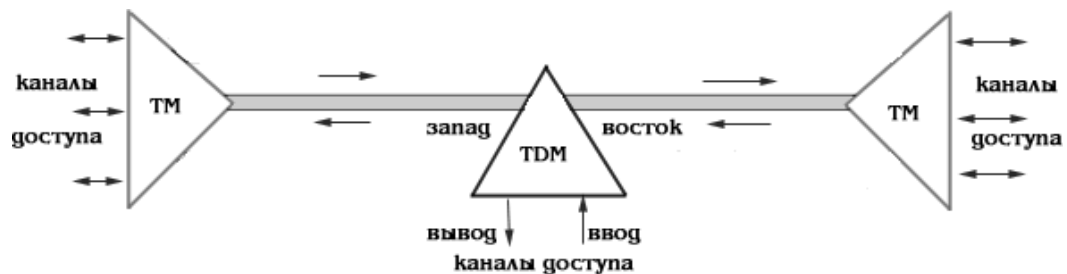 каналы
доступа
TM
запад
восток
TDM
вывод
ввод
каналы доступа
TM
каналы
доступа